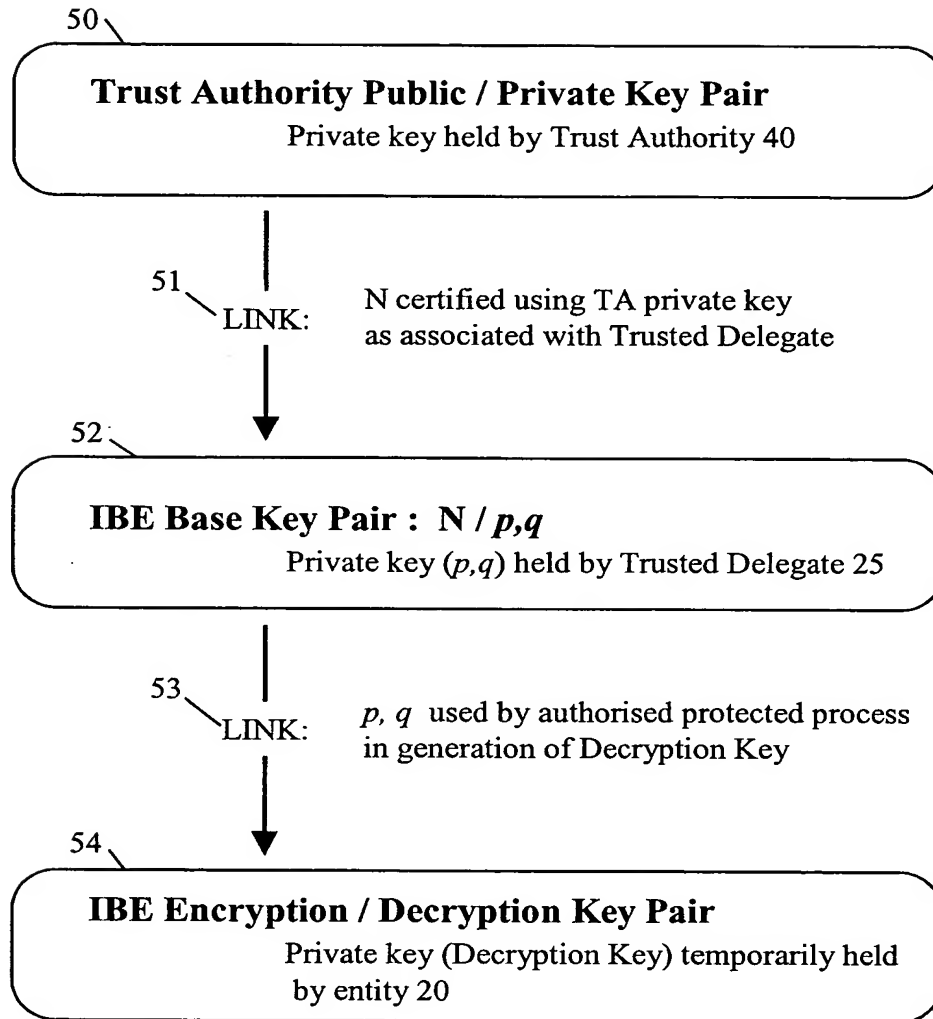 50
Trust Authority Public / Private Key Pair
Private key held by Trust Authority 40
51
LINK:
N certified using TA private key
as associated with Trusted Delegate
52
IBE Base Key Pair : N / p,q
Private key (p,q) held by Trusted Delegate 25
53
LINK:
p, q used by authorised protected process
in generation of Decryption Key
54
IBE Encryption / Decryption Key Pair
Private key (Decryption Key) temporarily held
by entity 20